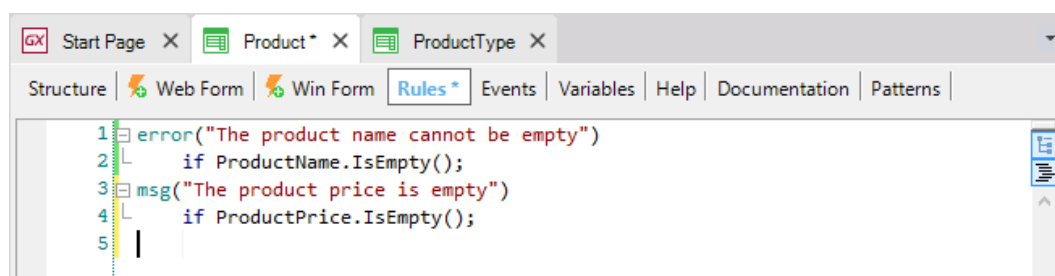 GX Start Page Product* ProductType
Structure Web Form Win Form Rules* Events Variables Help Documentation Patterns
1 error("The product name cannot be empty")
2 if ProductName.IsEmpty();
3 msg("The product price is empty")
4 if ProductPrice.IsEmpty();
5